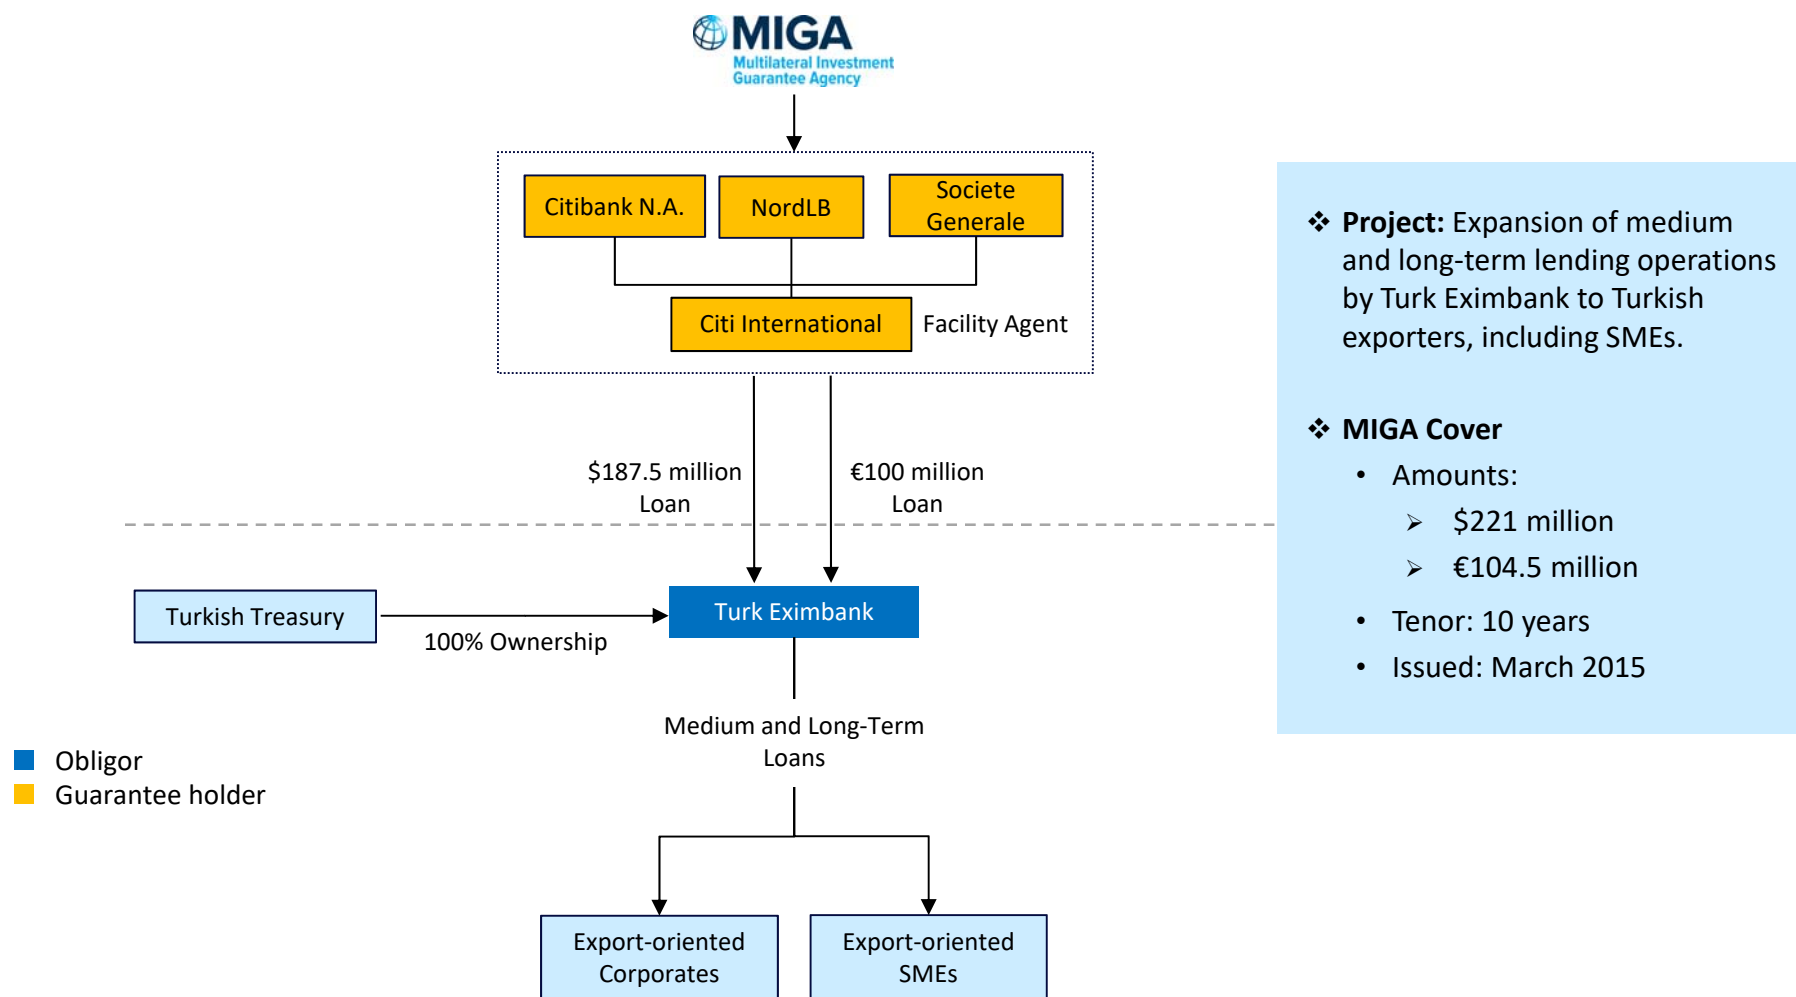 MIGA
Multilateral Investment
Guarantee Agency
Citibank N.A.
NordLB
Societe
Generale
Citi International
Facility Agent
$187.5 million
Loan
€100 million
Loan
Turkish Treasury
100% Ownership
Turk Eximbank
Medium and Long-Term
Loans
Obligor
Guarantee holder
Export-oriented
Corporates
Export-oriented
SMEs
❖ Project: Expansion of medium
and long-term lending operations
by Turk Eximbank to Turkish
exporters, including SMEs.
❖ MIGA Cover
• Amounts:
➢ $221 million
➢ €104.5 million
• Tenor: 10 years
• Issued: March 2015